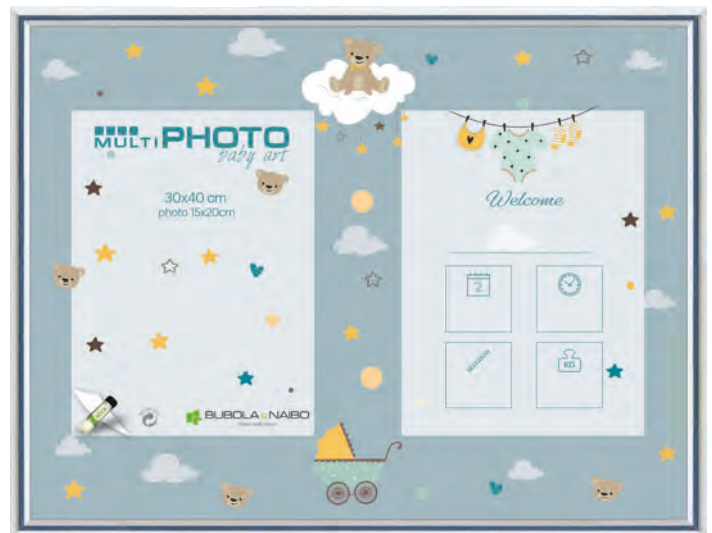 MULTI PHOTO
baby art
30x40 cm
photo 15x20cm
BUBOLA&NAIBO
Welcome
2
KG